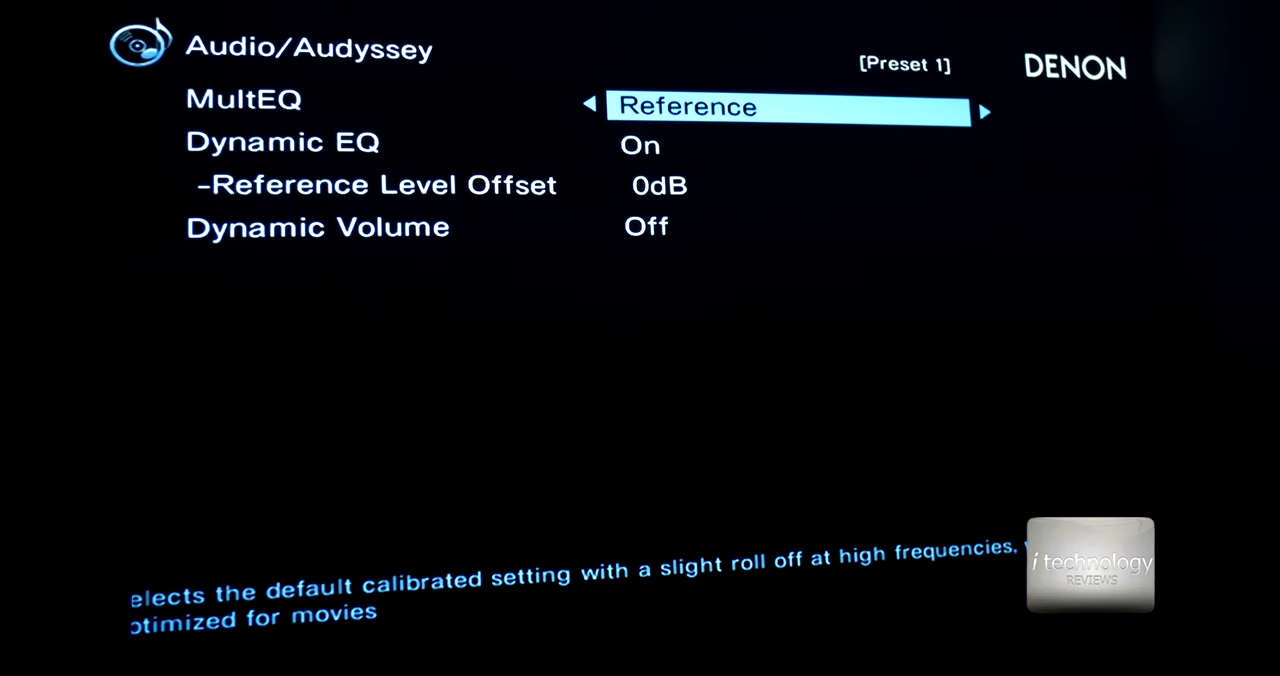 Audio/Audyssey
[Preset 1]
DENON
MultEQ
Reference
Dynamic EQ
On
-Reference Level Offset
0dB
Dynamic Volume
Off
elects the default calibrated setting with a slight roll off at high frequencies,
ptimized for movies
i technology
REVIEWS